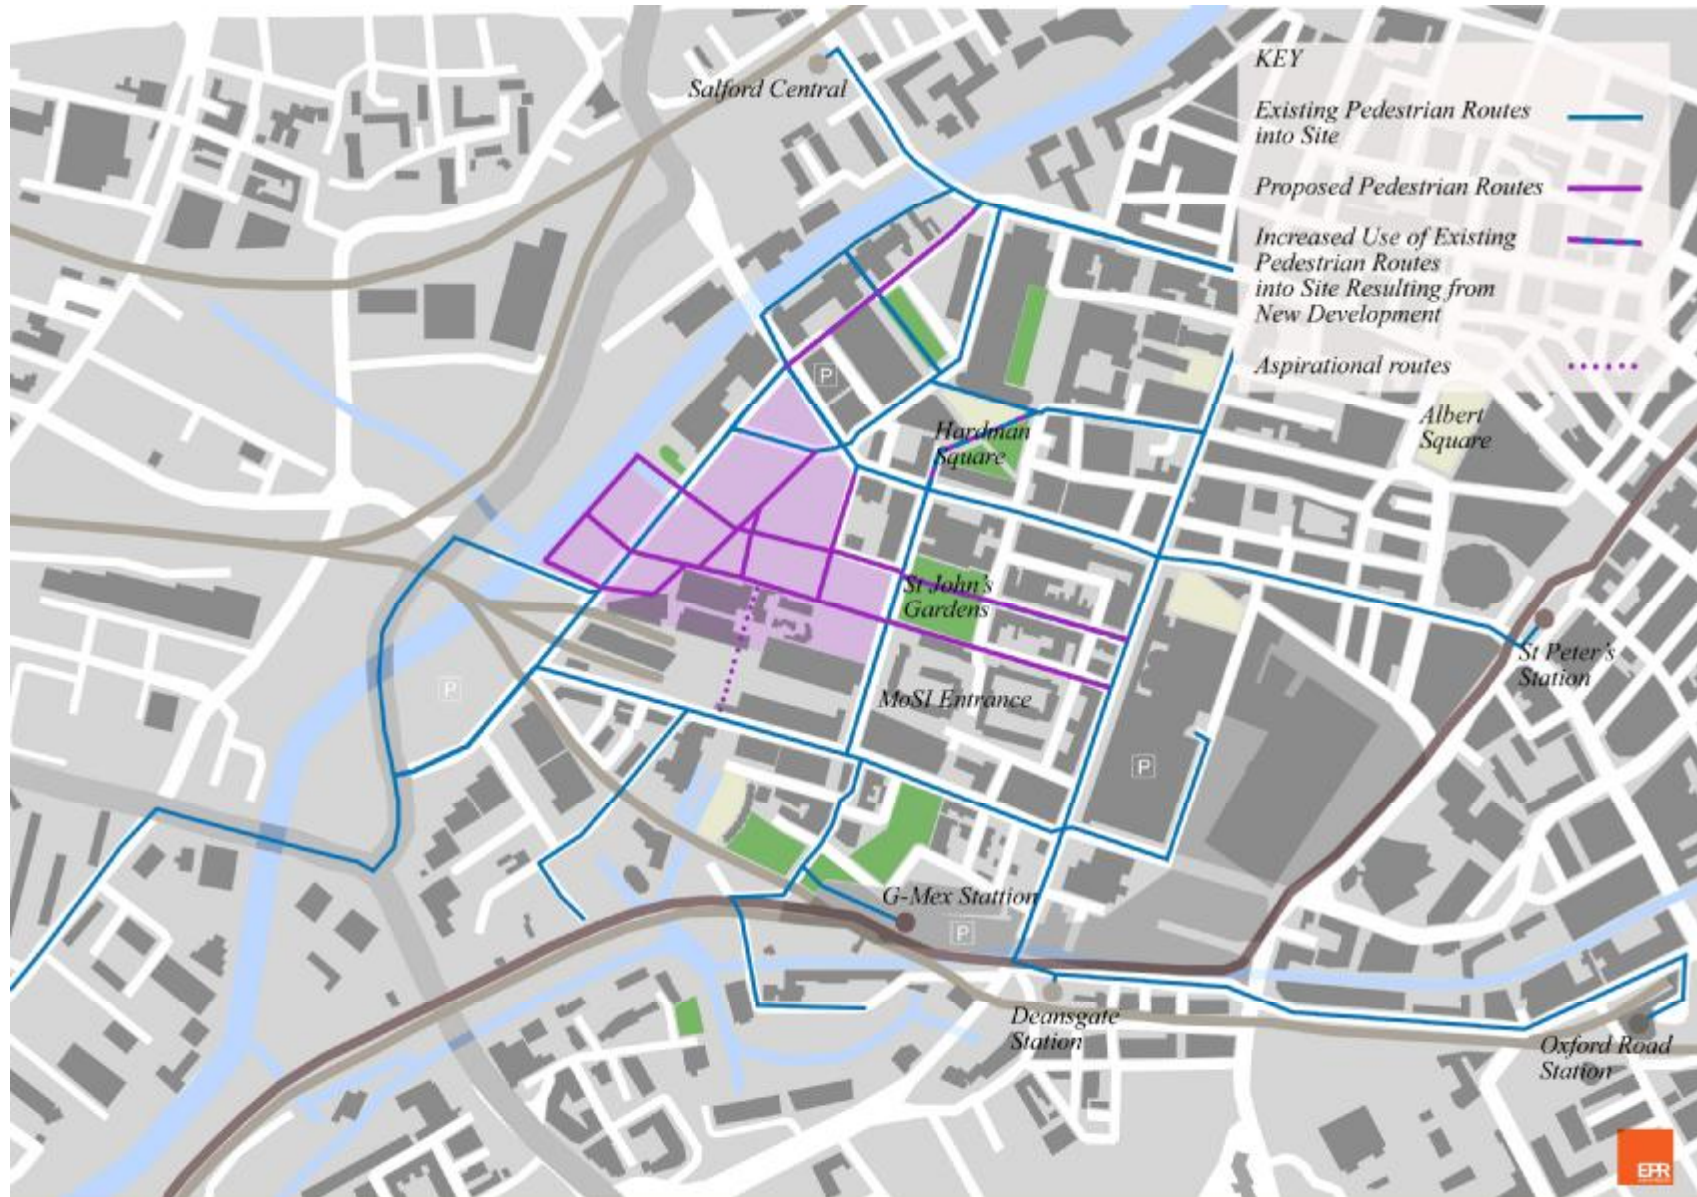 Salford Central
KEY
Existing Pedestrian Routes
into Site
Proposed Pedestrian Routes
Increased Use of Existing
Pedestrian Routes
into Site Resulting from
New Development
Aspirational routes
P
Hardman
Square
Albert
Square
St John's
Gardens
St Peter's
Station
P
MoSI Entrance
P
G-Mex Stattion
P
Deansgate
Station
Oxford Road
Station
EPR